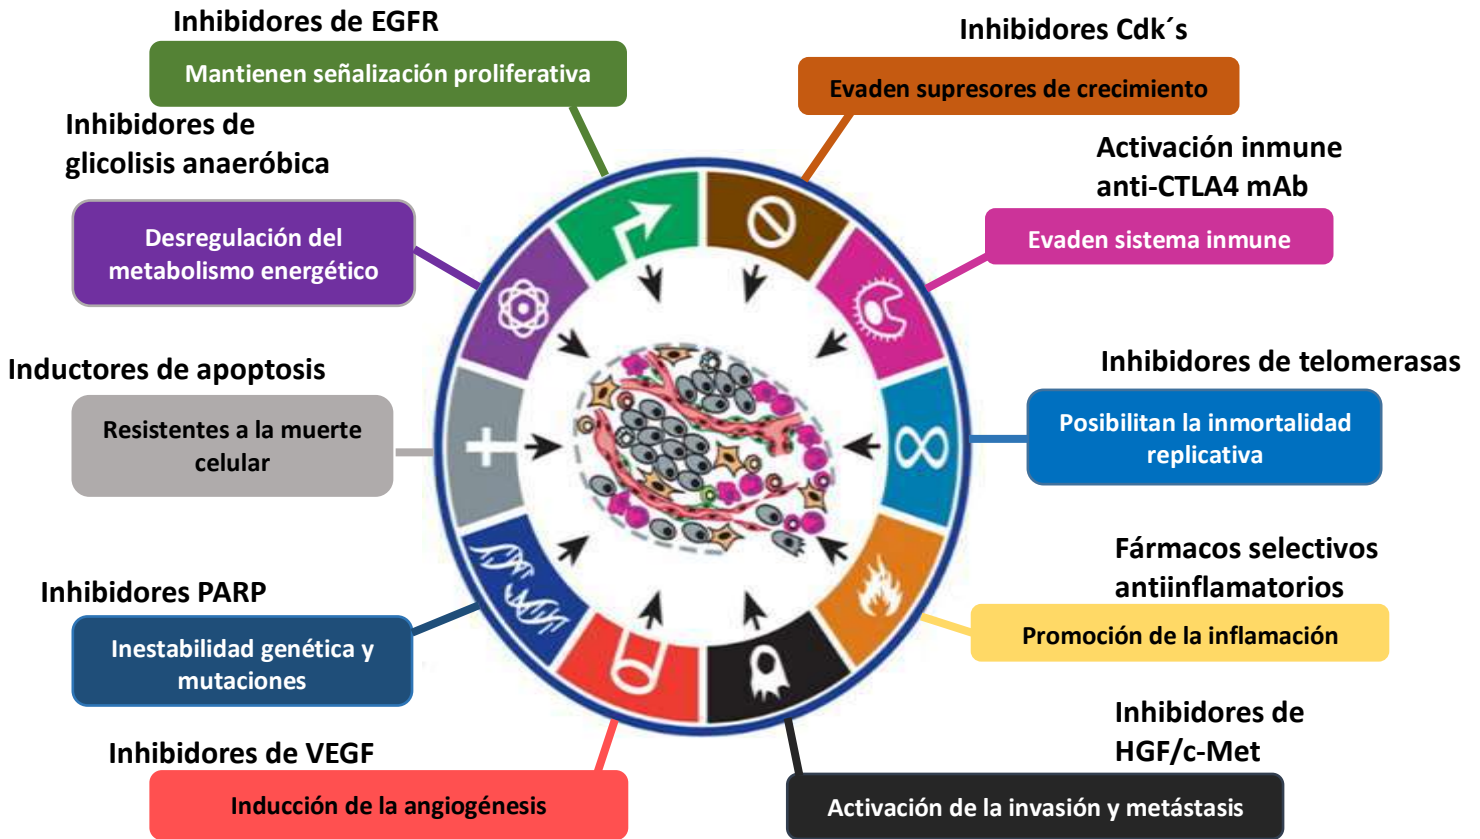 Inhibidores de EGFR
Mantienen señalización proliferativa
Inhibidores Cdk´s
Evaden supresores de crecimiento
Inhibidores de
glicolisis anaeróbica
Desregulación del
metabolismo energético
Activación inmune
anti-CTLA4 mAb
Evaden sistema inmune
Inductores de apoptosis
Resistentes a la muerte
celular
Inhibidores de telomerasas
Posibilitan la inmortalidad
replicativa
Inhibidores PARP
Inestabilidad genética y
mutaciones
Fármacos selectivos
antiinflamatorios
Promoción de la inflamación
Inhibidores de VEGF
Inducción de la angiogénesis
Inhibidores de
HGF/c-Met
Activación de la invasión y metástasis